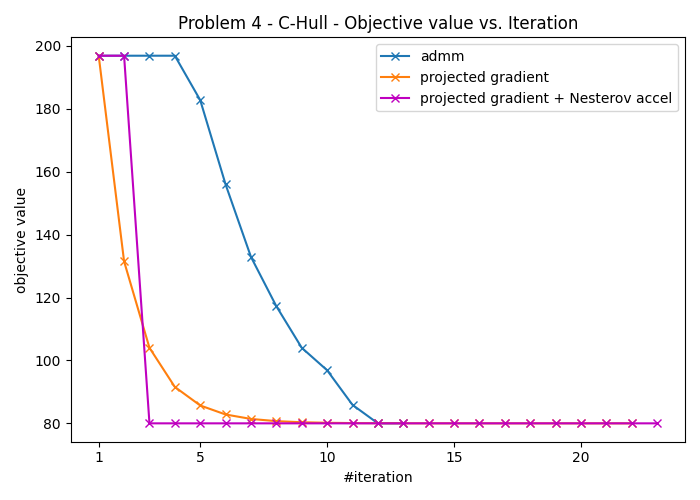 Problem 4 - C-Hull - Objective value vs. Iteration
200
180
160
140
120
100
80
objective value
admm
projected gradient
projected gradient + Nesterov accel
1
5
10
15
20
#iteration